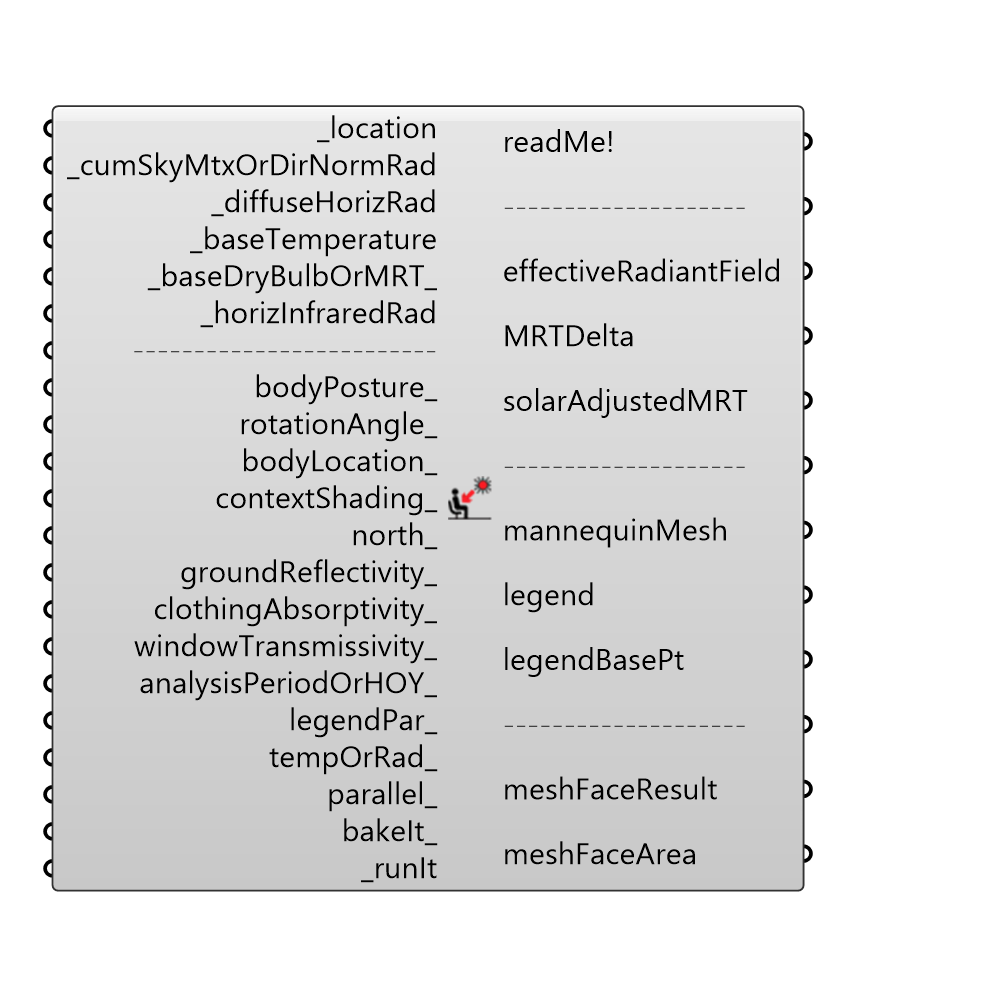 _location
_cumSkyMtxOrDirNormRad
_diffuseHorizRad
_baseTemperature
_baseDryBulbOrMRT_
_horizInfraredRad
-------------------------
bodyPosture_
rotationAngle_
bodyLocation_
contextShading_
north_
groundReflectivity_
clothingAbsorptivity_
windowTransmissivity_
analysisPeriodOrHOY_
legendPar_
tempOrRad_
parallel_
bakeIt_
_runIt
readMe!
--------------------
effectiveRadiantField
MRTDelta
solarAdjustedMRT
--------------------
mannequinMesh
legend
legendBasePt
--------------------
meshFaceResult
meshFaceArea